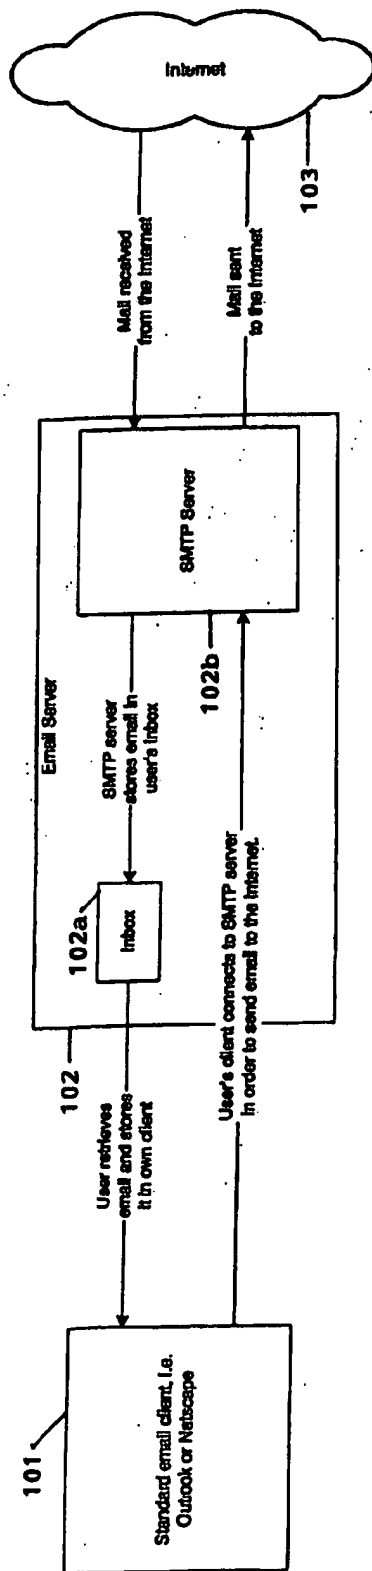 101
Standard email client, i.e.
Outlook or Netscape
User retrieves
email and stores
it in own client
User's client connects to SMTP server
in order to send email to the Internet.
102
Email Server
102a
Inbox
SMTP server
stores email in
user's inbox
102b
SMTP Server
Mail received
from the Internet
Mail sent
to the Internet
Internet
103